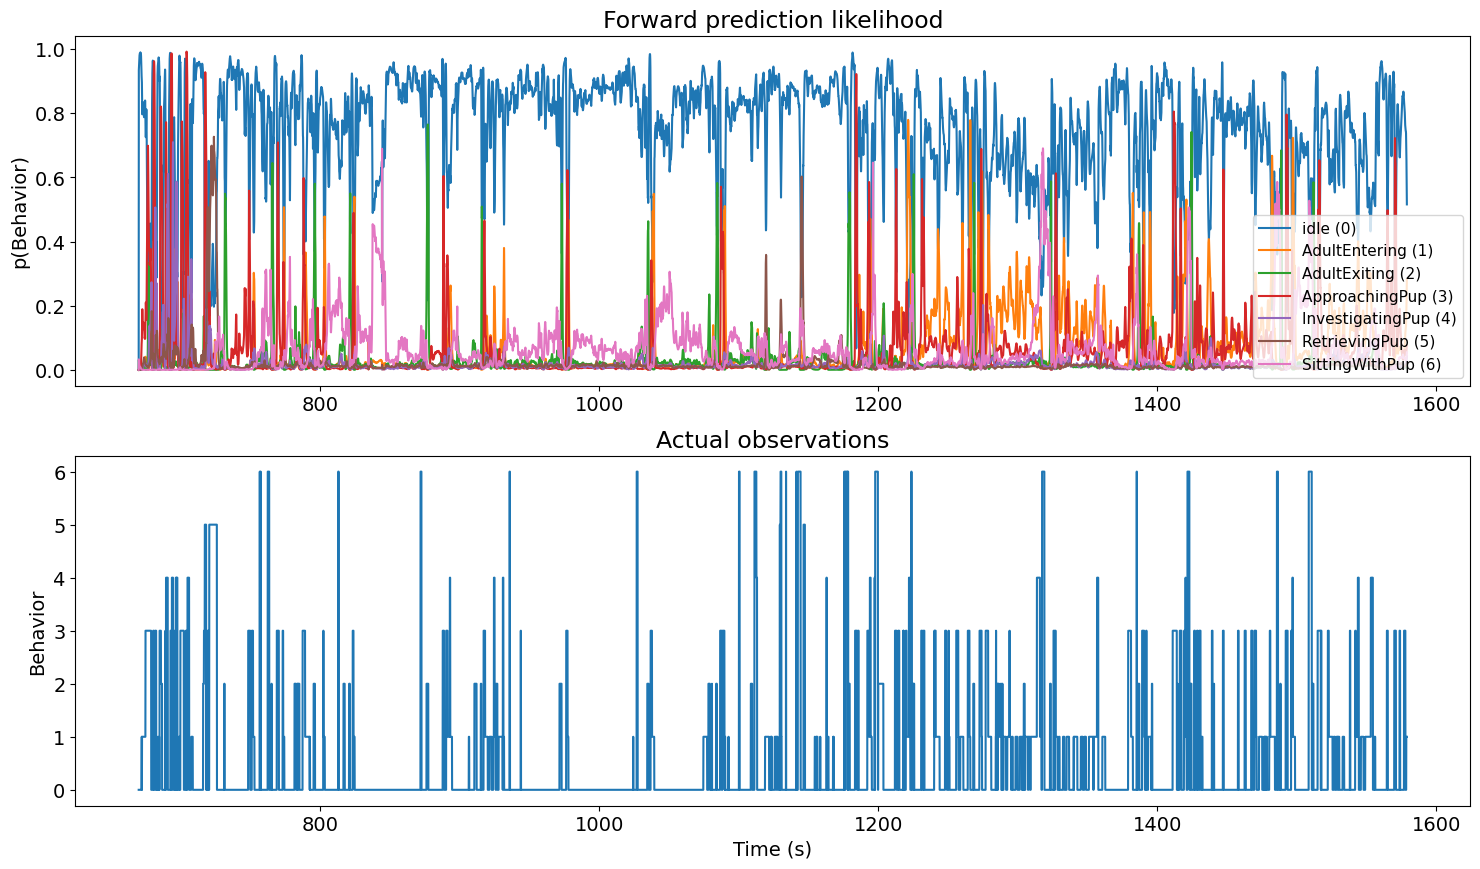 Forward prediction likelihood
p(Behavior)
1.0
0.8
0.6
0.4
0.2
0.0
idle (0)
AdultEntering (1)
AdultExiting (2)
ApproachingPup (3)
InvestigatingPup (4)
RetrievingPup (5)
SittingWithPup (6)
800 1000 1200 1400 1600
Actual observations
Behavior
6
5
4
3
2
1
0
800 1000 1200 1400 1600
Time (s)